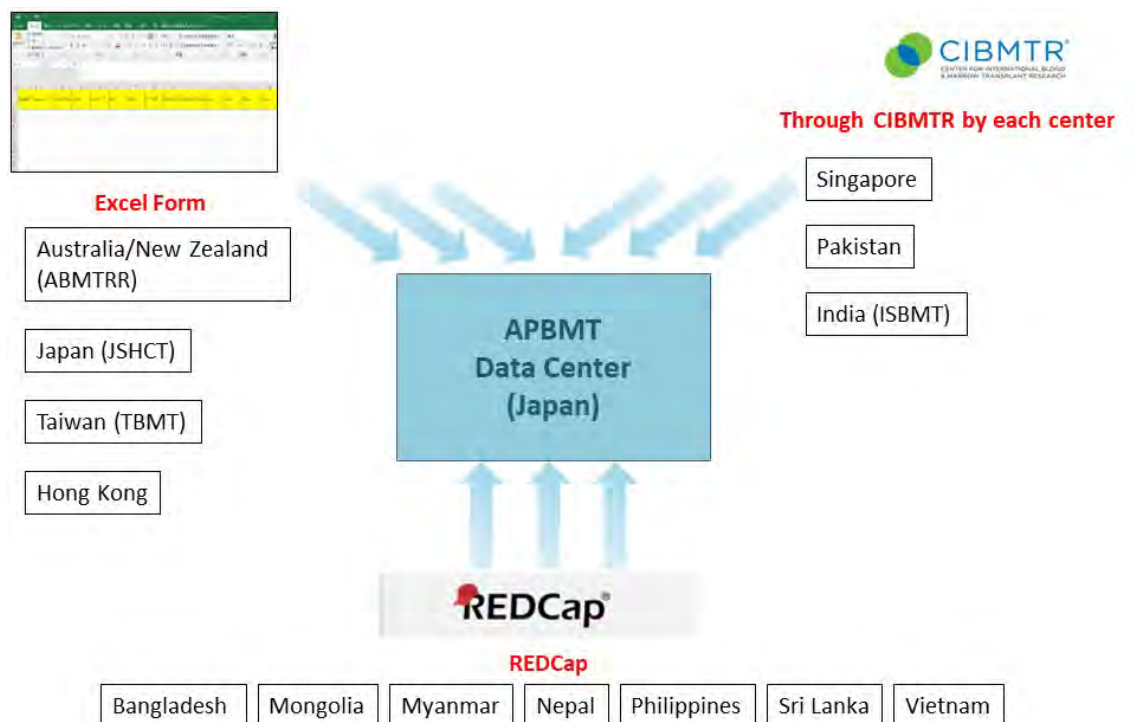 CIBMTR®
CENTER FOR INTERNATIONAL BLOOD
& MARROW TRANSPLANT RESEARCH
Through CIBMTR by each center
Singapore
Pakistan
India (ISBMT)
Excel Form
Australia/New Zealand
(ABMTRR)
Japan (JSHCT)
Taiwan (TBMT)
Hong Kong
APBMT
Data Center
(Japan)
REDCap®
REDCap
Bangladesh
Mongolia
Myanmar
Nepal
Philippines
Sri Lanka
Vietnam